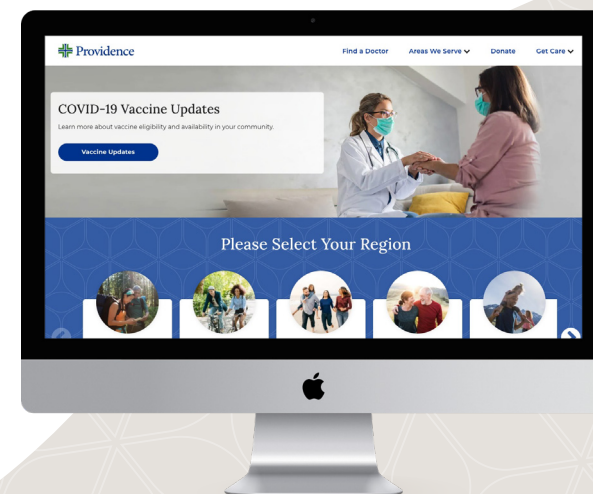 Providence
Find a Doctor Areas We Serve Donate Get Care
COVID-19 Vaccine Updates
Learn more about vaccine eligibility and availability in your community.
Vaccine Updates
Please Select Your Region